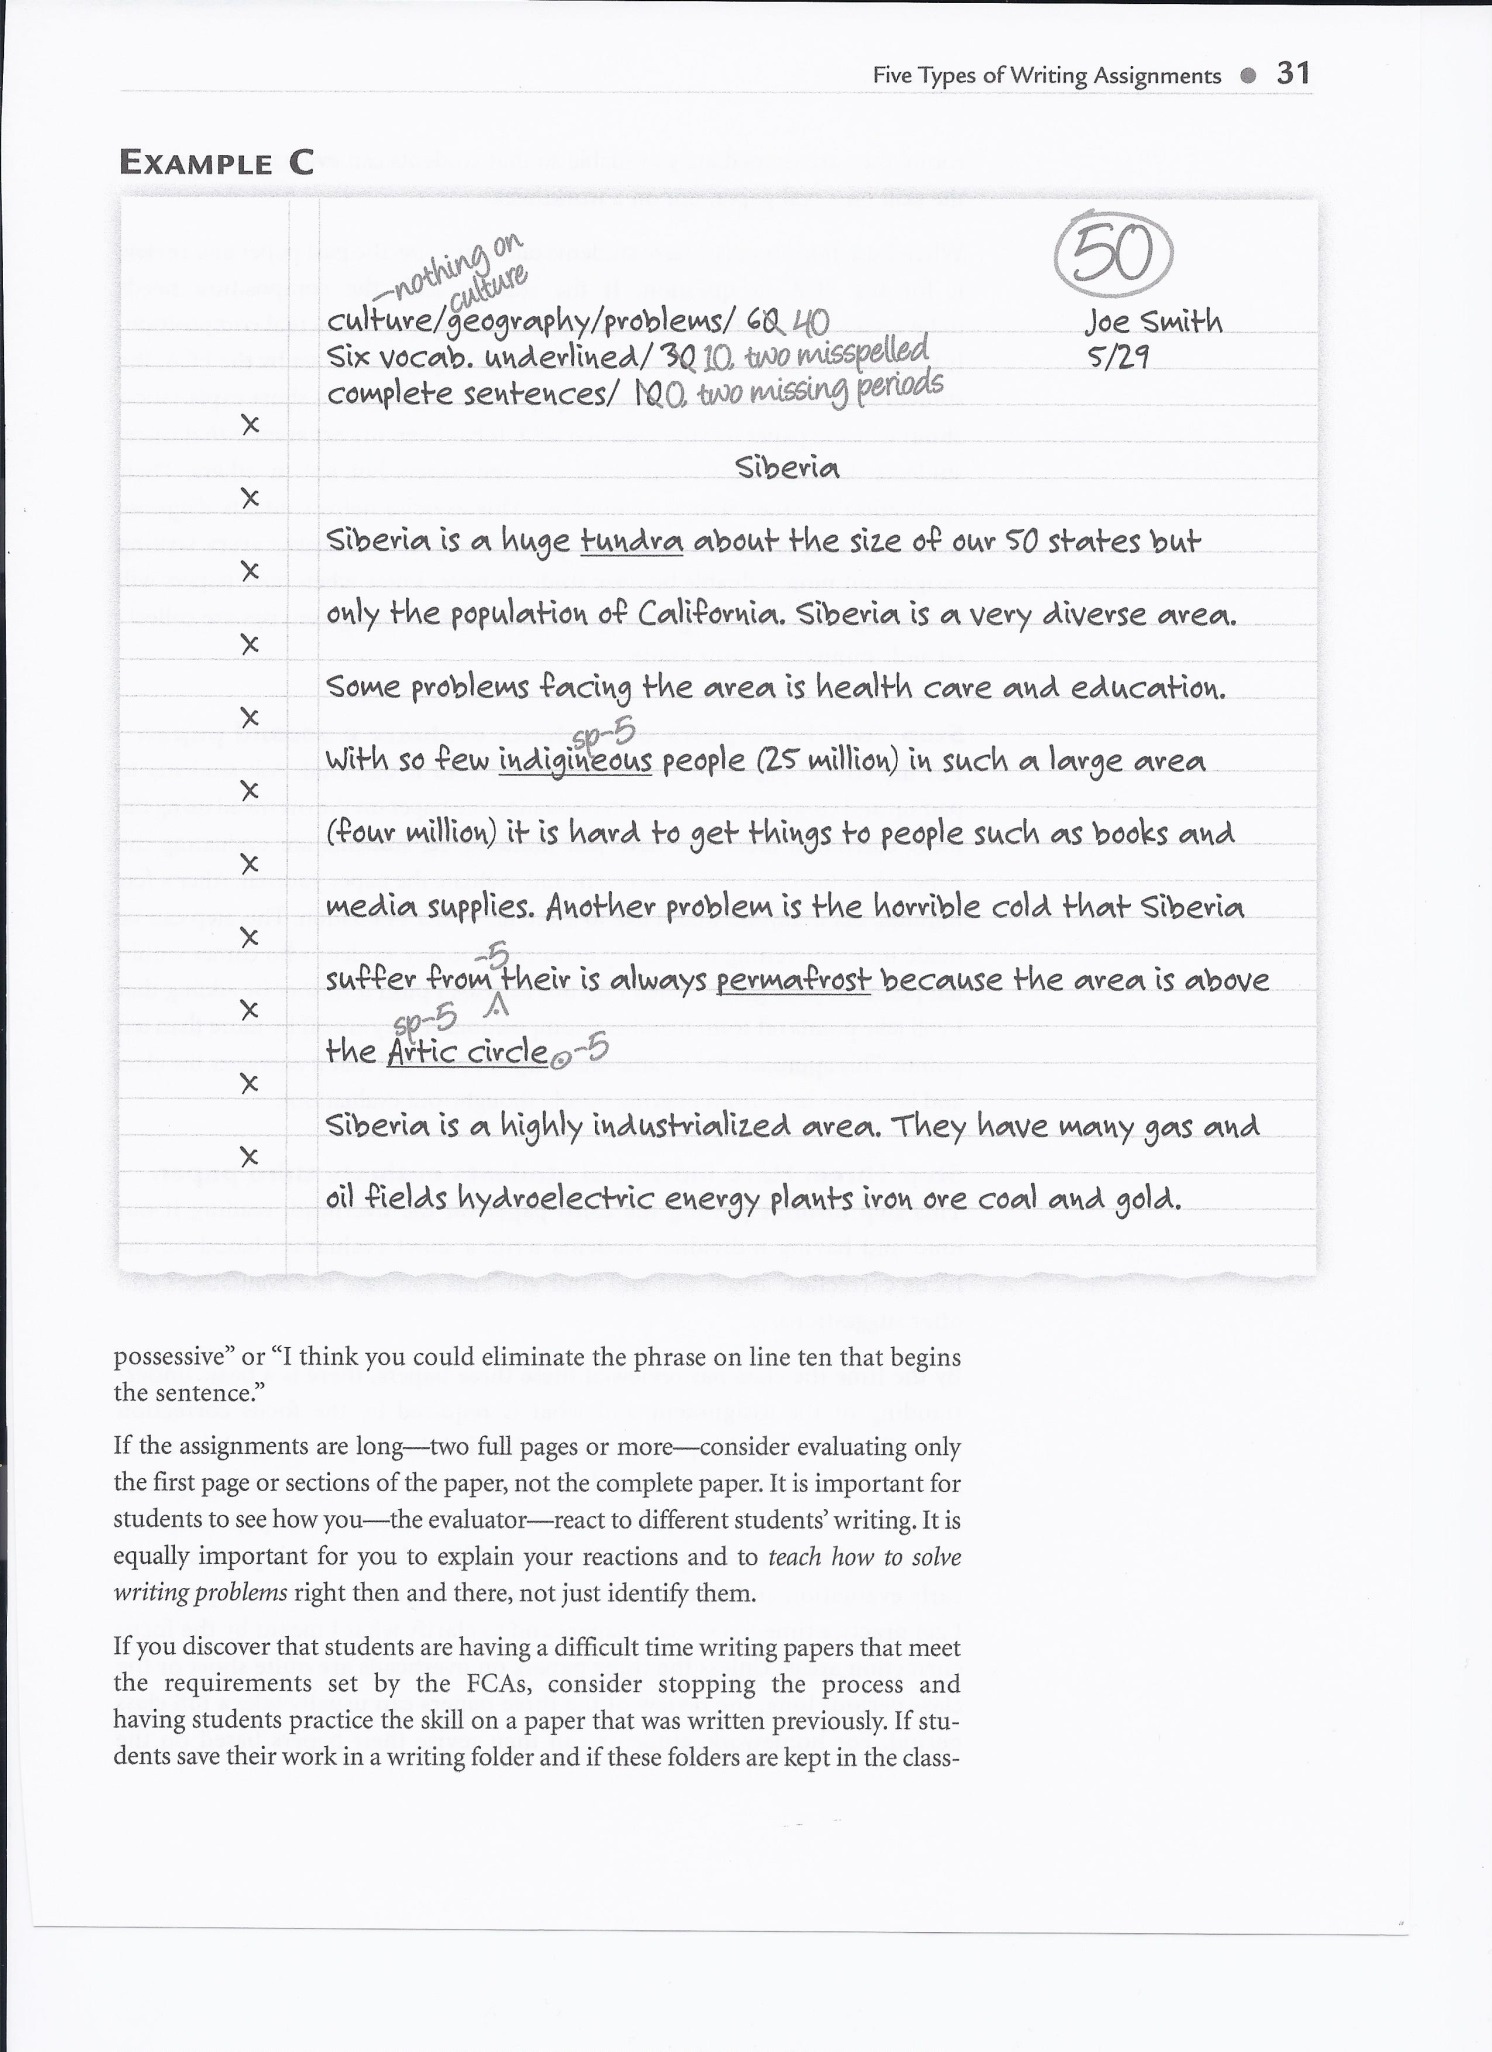 Five Types of Writing Assignments ● 31
EXAMPLE C
50
-nothing on
culture
culture/geography/problems/ 60 40
Joe Smith
Six vocab. underlined/ 30 10, two misspelled
5/29
complete sentences/ 10 0, two missing periods
X
Siberia
X
Siberia is a huge tundra about the size of our 50 states but
X
only the population of California. Siberia is a very diverse area.
X
Some problems facing the area is health care and education.
X
sp-5
With so few indigineous people (25 million) in such a large area
X
(four million) it is hard to get things to people such as books and
X
media supplies. Another problem is the horrible cold that Siberia
X
-5
suffer from their is always permafrost because the area is above
X
sp-5
the Artic circle. -5
X
Siberia is a highly industrialized area. They have many gas and
X
oil fields hydroelectric energy plants iron ore coal and gold.
possessive” or “I think you could eliminate the phrase on line ten that begins
the sentence.”
If the assignments are long—two full pages or more—consider evaluating only
the first page or sections of the paper, not the complete paper. It is important for
students to see how you—the evaluator—react to different students’ writing. It is
equally important for you to explain your reactions and to teach how to solve
writing problems right then and there, not just identify them.
If you discover that students are having a difficult time writing papers that meet
the requirements set by the FCAs, consider stopping the process and
having students practice the skill on a paper that was written previously. If stu-
dents save their work in a writing folder and if these folders are kept in the class-